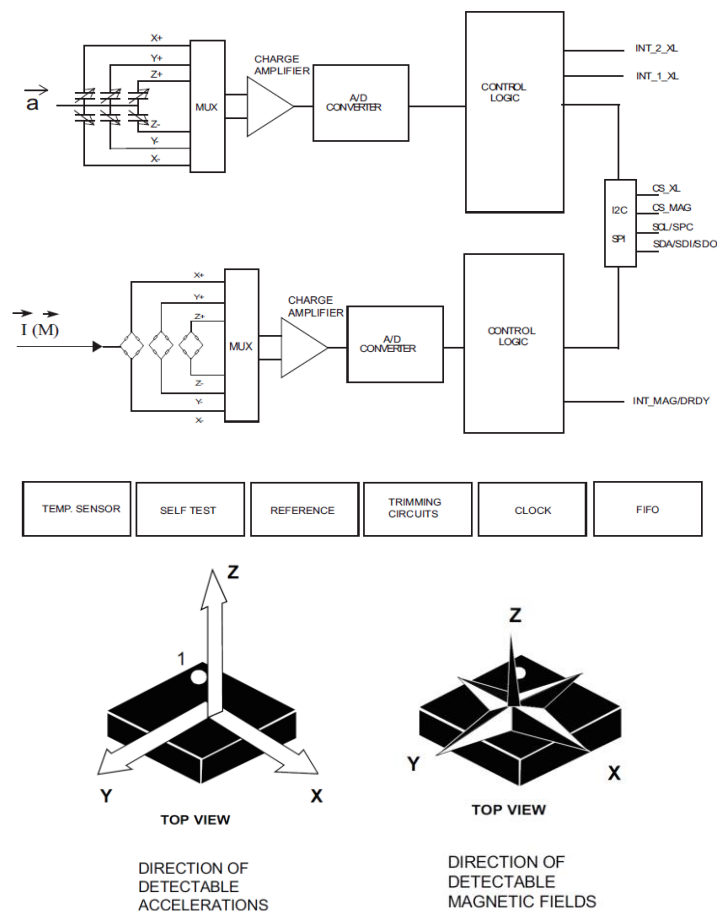 X+
Y+
Z+
a
Z-
Y-
X-
MUX
CHARGE
AMPLIFIER
A/D
CONVERTER
CONTROL
LOGIC
INT_2_XL
INT_1_XL
I2C
SPI
CS_XL
CS_MAG
SCL/SPC
SDA/SDI/SDO
X+
Y+
Z+
I (M)
Z-
Y-
X-
MUX
CHARGE
AMPLIFIER
A/D
CONVERTER
CONTROL
LOGIC
INT_MAG/DRDY
TEMP. SENSOR
SELF TEST
REFERENCE
TRIMMING
CIRCUITS
CLOCK
FIFO
Z
1
Y
X
TOP VIEW
DIRECTION OF
DETECTABLE
ACCELERATIONS
Z
Y
X
TOP VIEW
DIRECTION OF
DETECTABLE
MAGNETIC FIELDS